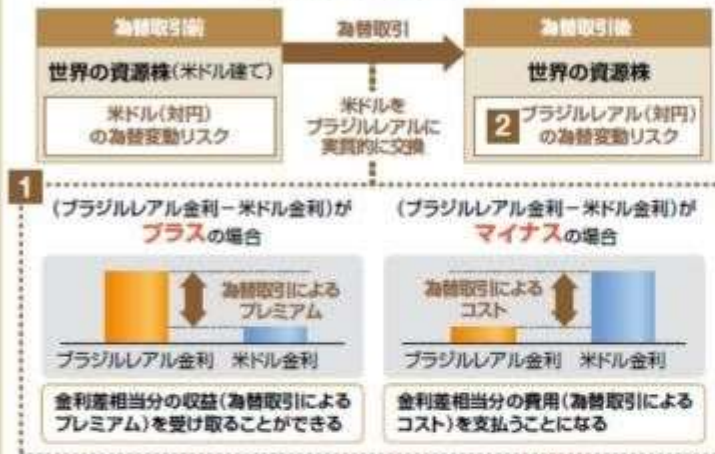 為替取引前
為替取引
為替取引後
世界の資源株(米ドル建て)
世界の資源株
米ドル(対円)
の為替変動リスク
米ドルを
ブラジルレアルに
実質的に交換
2 ブラジルレアル(対円)
の為替変動リスク
1
(ブラジルレアル金利－米ドル金利)が
プラスの場合
(ブラジルレアル金利－米ドル金利)が
マイナスの場合
為替取引による
プレミアム
為替取引による
コスト
ブラジルレアル金利 米ドル金利
ブラジルレアル金利 米ドル金利
金利差相当分の収益(為替取引による
プレミアム)を受け取ることができる
金利差相当分の費用(為替取引による
コスト)を支払うことになる